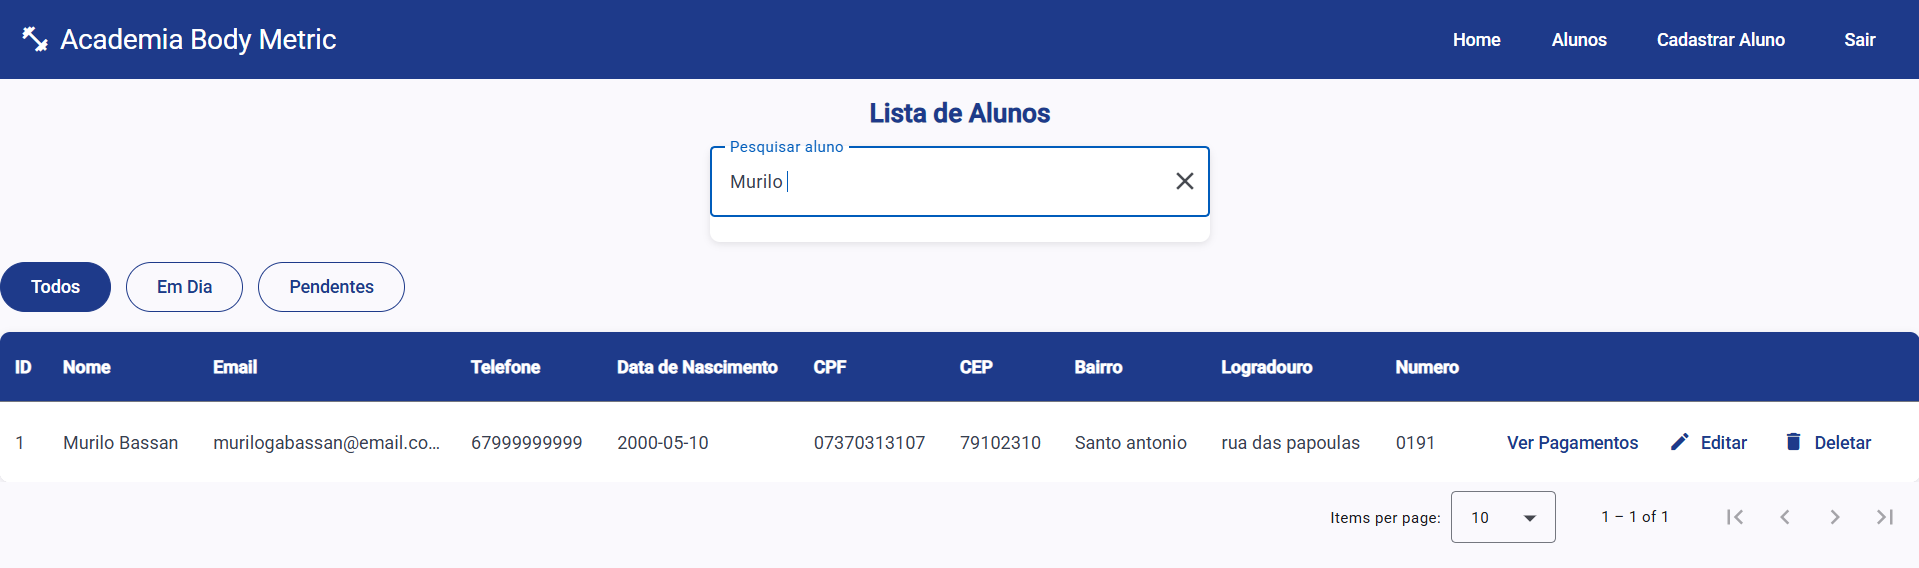 Academia Body Metric Home Alunos Cadastrar Aluno Sair
Lista de Alunos
Pesquisar aluno
Murilo
Todos Em Dia Pendentes
ID Nome Email Telefone Data de Nascimento CPF CEP Bairro Logradouro Numero
1 Murilo Bassan murilogabassan@email.co... 67999999999 2000-05-10 07370313107 79102310 Santo antonio rua das papoulas 0191 Ver Pagamentos Editar Deletar
Items per page: 10 1 – 1 of 1